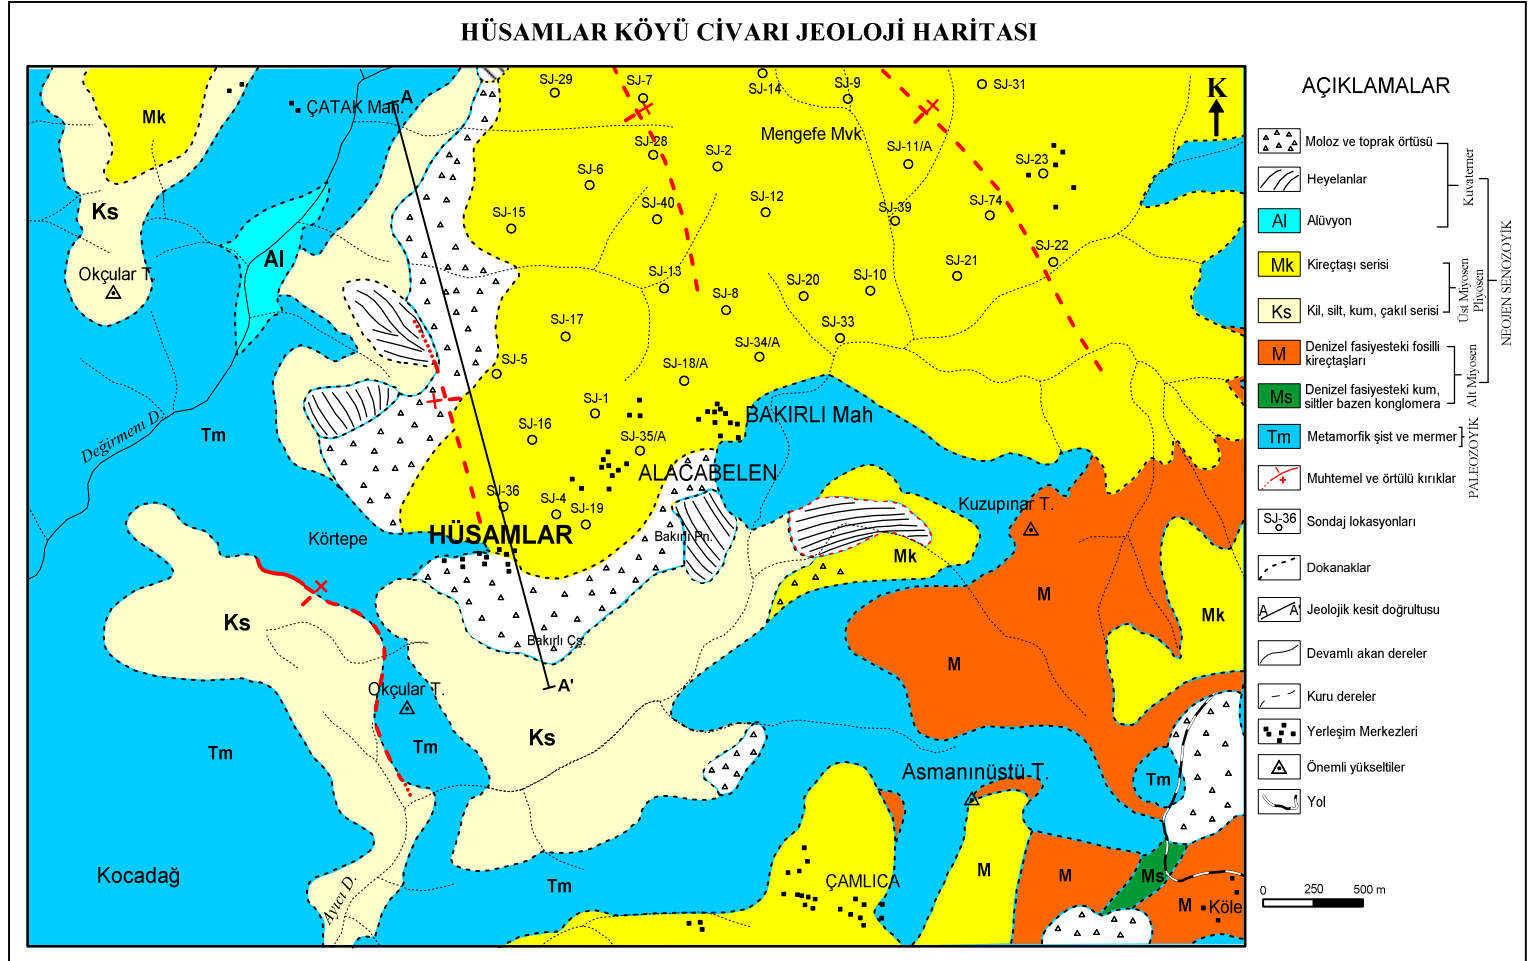 HÜSAMLAR KÖYÜ CİVARI JEOLOJİ HARİTASI
SJ-29
SJ-7
SJ-14
SJ-9
SJ-31
K
Mk
ÇATAK Mah.
A
Mengefe Mvk
SJ-28
SJ-2
SJ-11/A
SJ-23
SJ-6
SJ-40
SJ-12
SJ-39
SJ-74
Ks
SJ-15
SJ-22
Al
Okçular T.
SJ-13
SJ-20
SJ-10
SJ-21
SJ-8
SJ-17
SJ-33
SJ-34/A
SJ-5
SJ-18/A
SJ-1
BAKIRLI Mah
Değirmeni D.
Tm
SJ-16
SJ-35/A
ALACABELEN
SJ-36
SJ-4
SJ-19
Kuzupınar T.
Körtepe
HÜSAMLAR
Bakırlı Pn.
Mk
M
Ks
Mk
Bakırlı Çş.
M
Okçular T.
A'
Tm
Tm
Ks
Asmanınüstü T.
Tm
Kocadağ
Tm
Ayıcı D.
ÇAMLICA
M
M
Ms
M
Köle
AÇIKLAMALAR
Moloz ve toprak örtüsü
Heyelanlar
Al
Alüvyon
Mk
Kireçtaşı serisi
Ks
Kil, silt, kum, çakıl serisi
M
Denizel fasiyesteki fosilli
kireçtaşları
Ms
Denizel fasiyesteki kum,
siltler bazen konglomera
Tm
Metamorfik şist ve mermer
Muhtemel ve örtülü kırıklar
SJ-36
Sondaj lokasyonları
Dokanaklar
A
A'
Jeolojik kesit doğrultusu
Devamlı akan dereler
Kuru dereler
Yerleşim Merkezleri
Önemli yükseltiler
Yol
Kuvaterner
Üst Miyosen
Pliyosen
Alt Miyosen
NEOJEN SENOZOYİK
PALEOZOYİK
0
250
500 m